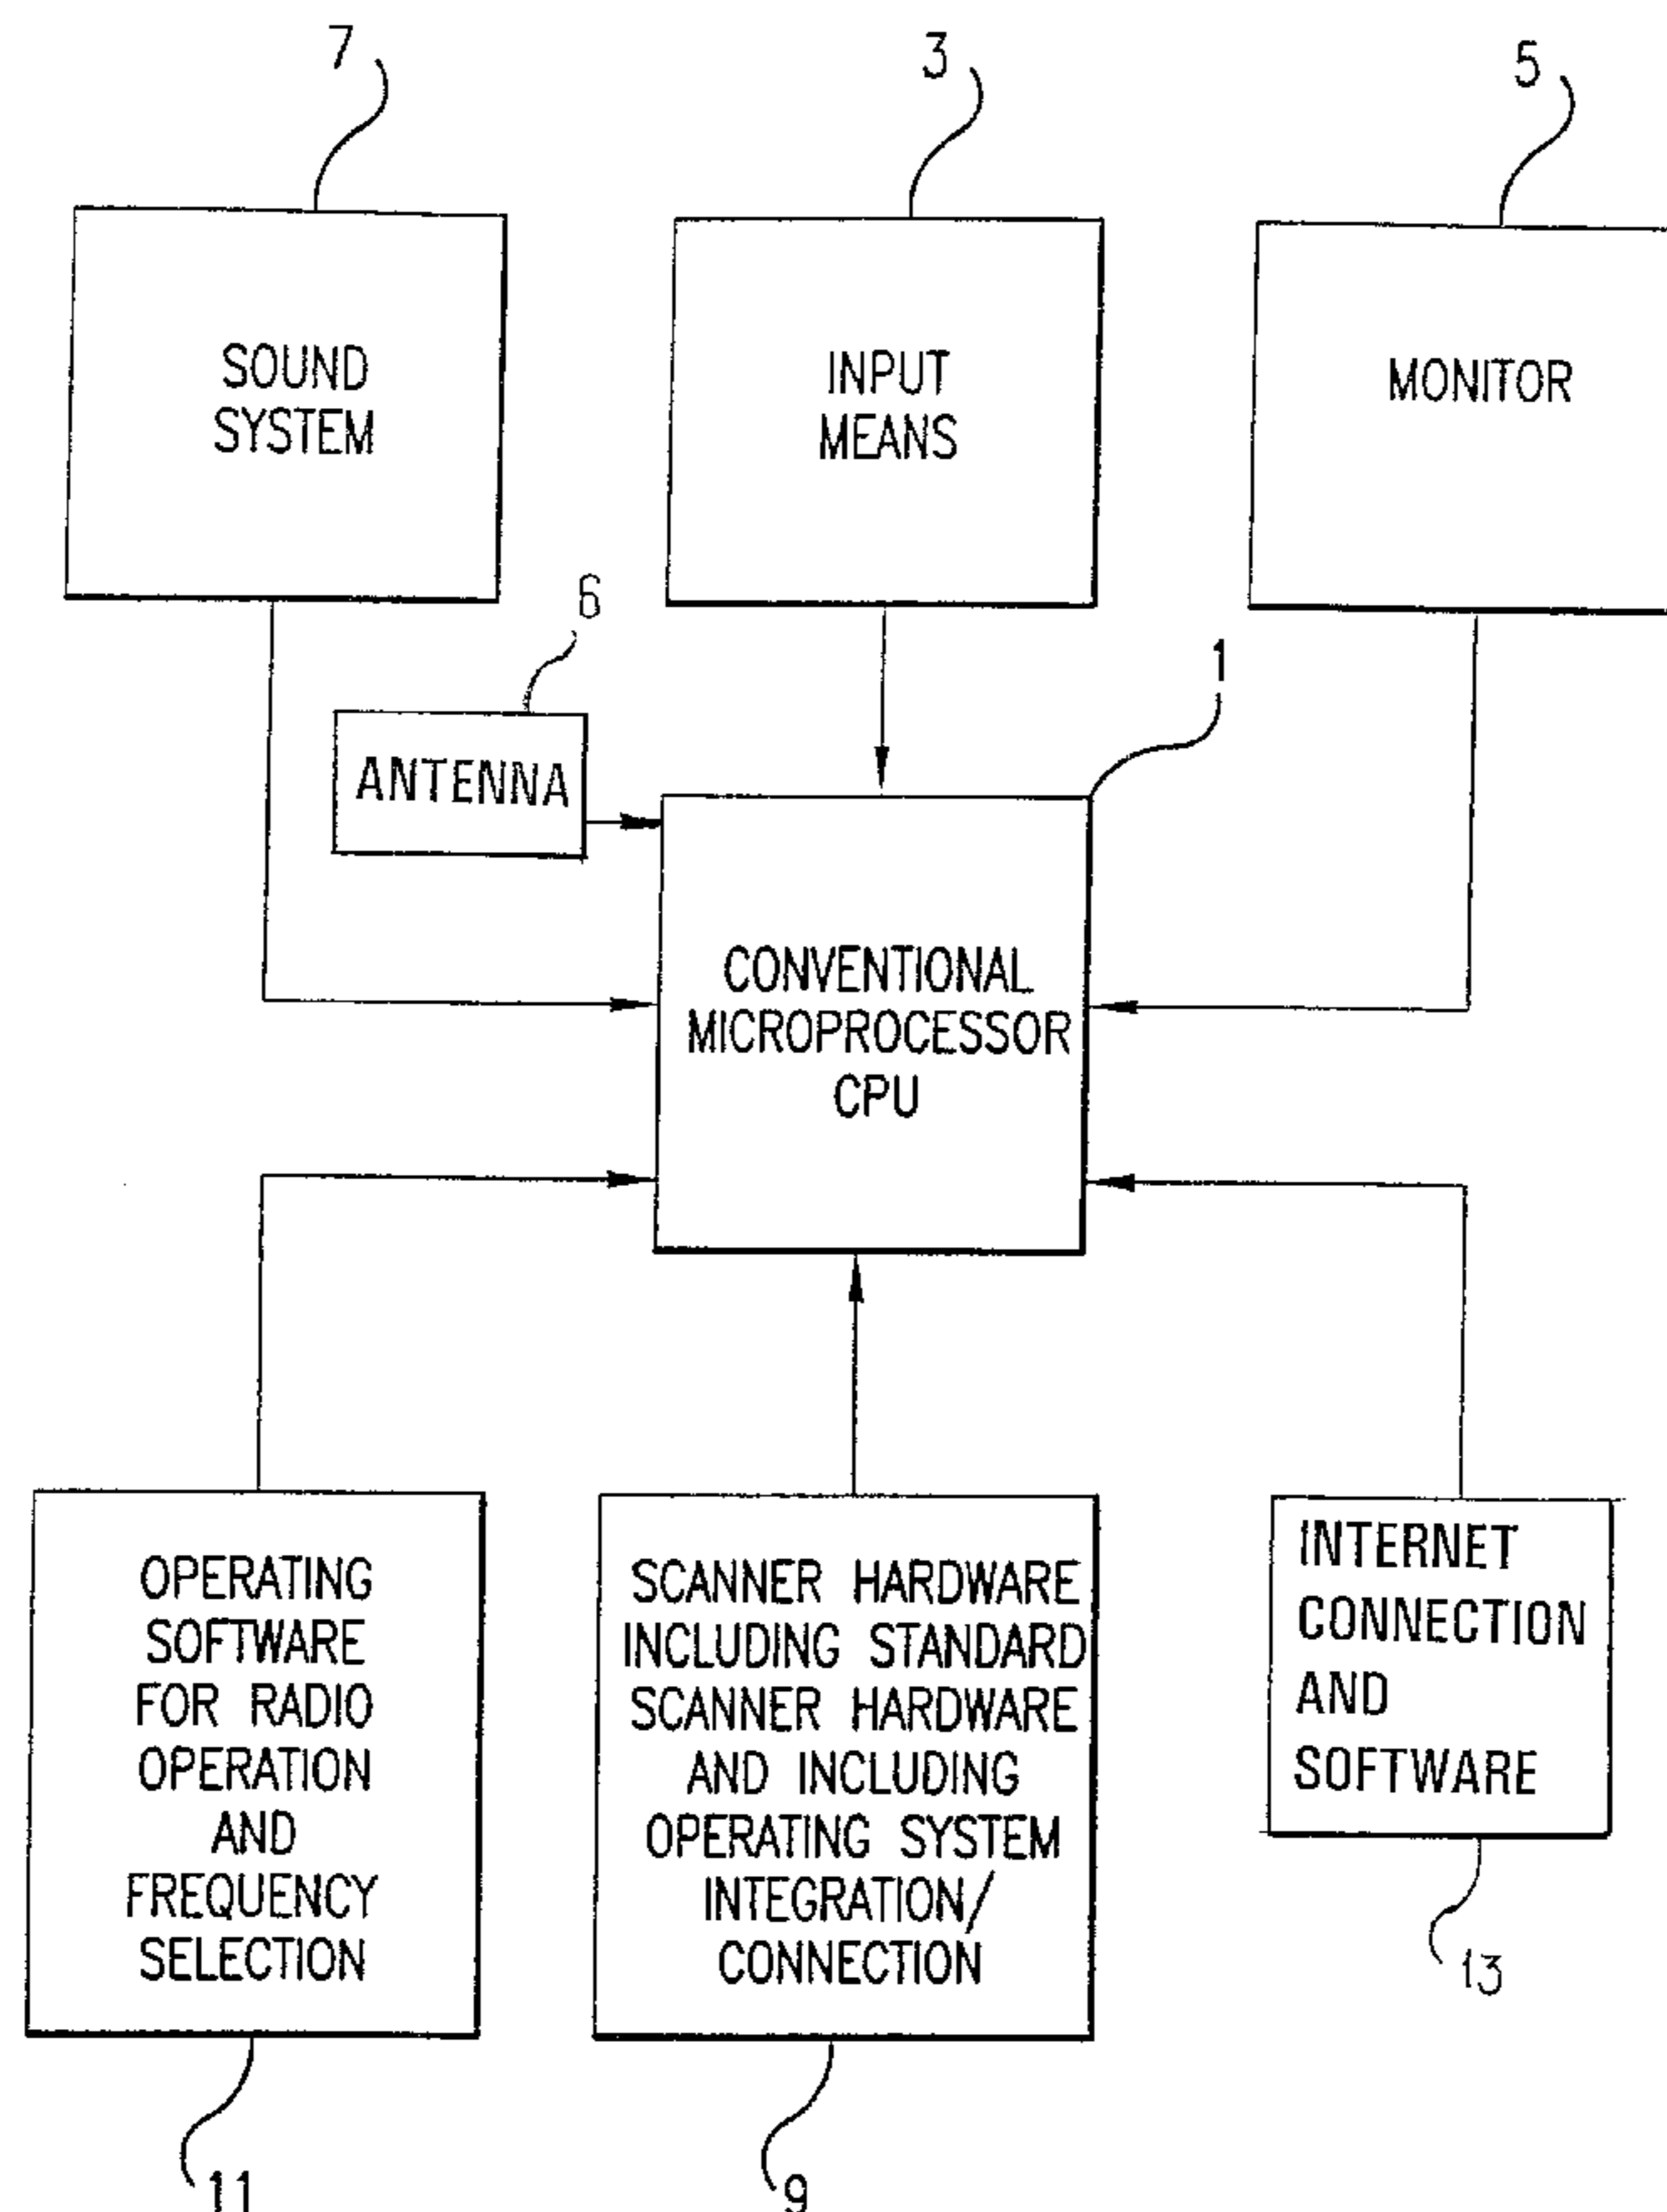 7
3
5
SOUND
SYSTEM
INPUT
MEANS
MONITOR
6
1
ANTENNA
CONVENTIONAL
MICROPROCESSOR
CPU
OPERATING
SOFTWARE
FOR RADIO
OPERATION
AND
FREQUENCY
SELECTION
SCANNER HARDWARE
INCLUDING STANDARD
SCANNER HARDWARE
AND INCLUDING
OPERATING SYSTEM
INTEGRATION/
CONNECTION
INTERNET
CONNECTION
AND
SOFTWARE
13
11
9